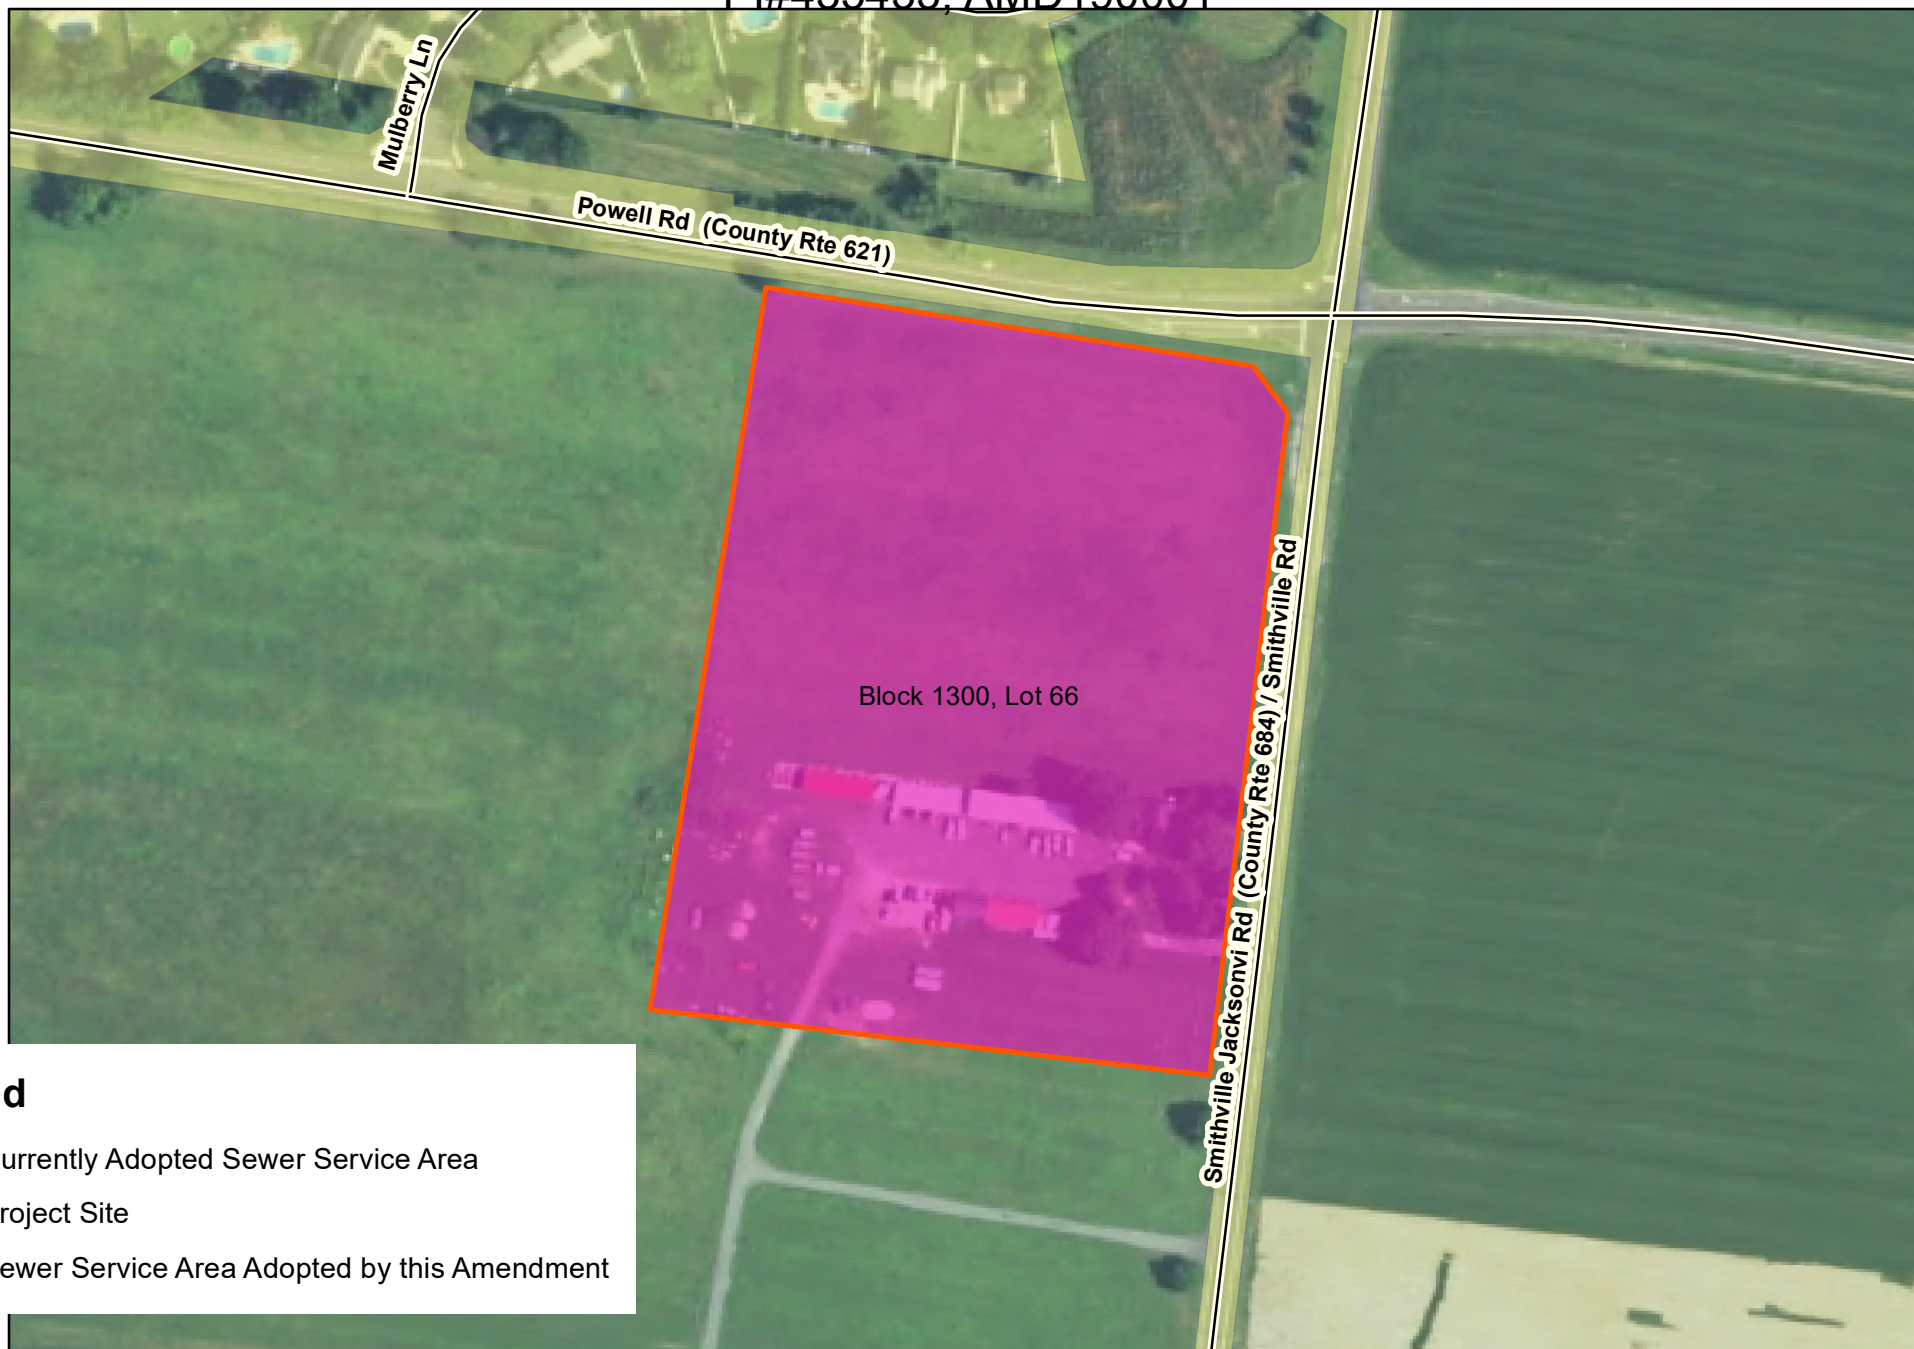 Mulberry Ln
Powell Rd (County Rte 621)
Smithville Jacksonvi Rd (County Rte 684) / Smithville Rd
Block 1300, Lot 66
d
urrently Adopted Sewer Service Area
roject Site
ewer Service Area Adopted by this Amendment